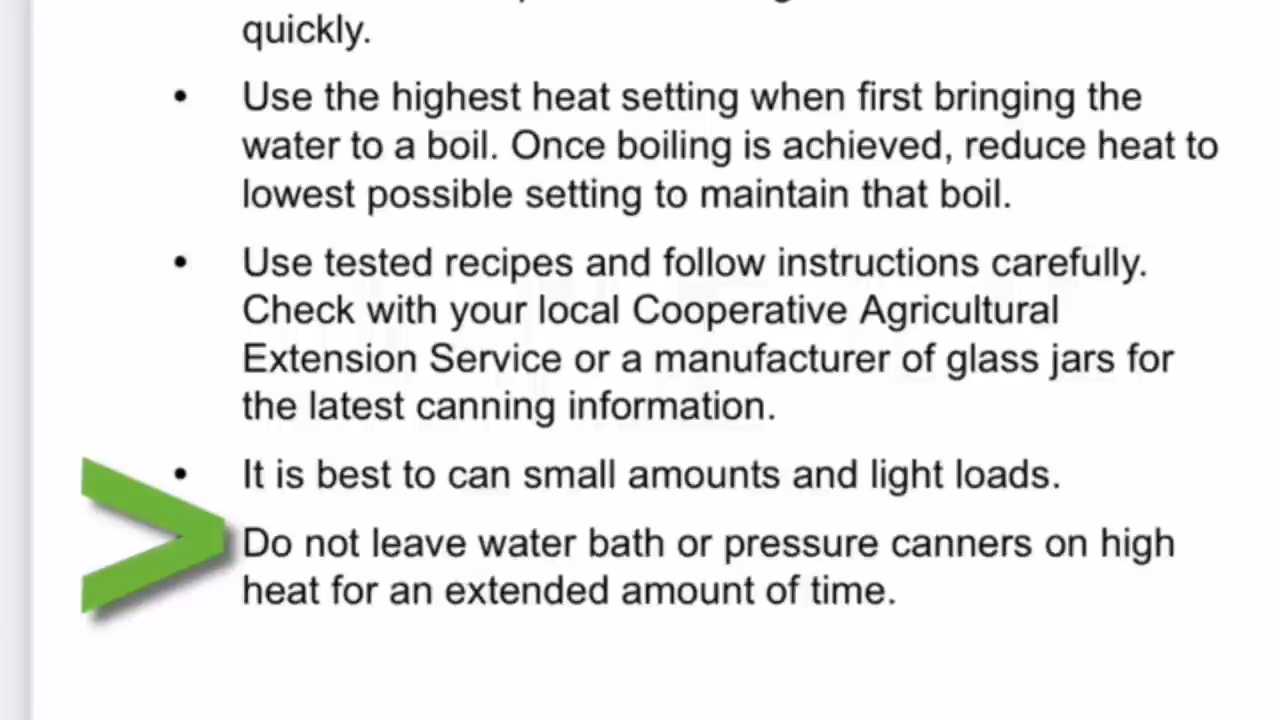 quickly.
• Use the highest heat setting when first bringing the
water to a boil. Once boiling is achieved, reduce heat to
lowest possible setting to maintain that boil.
• Use tested recipes and follow instructions carefully.
Check with your local Cooperative Agricultural
Extension Service or a manufacturer of glass jars for
the latest canning information.
• It is best to can small amounts and light loads.
Do not leave water bath or pressure canners on high
heat for an extended amount of time.